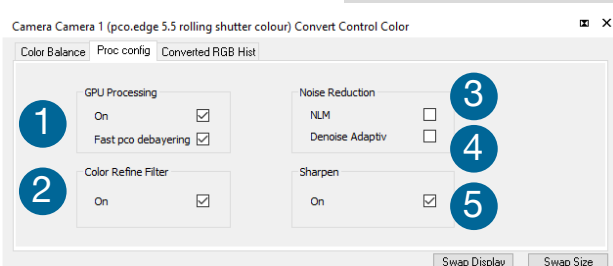 Camera Camera 1 (pco.edge 5.5 rolling shutter colour) Convert Control Color
Color Balance Proc config Converted RGB Hist
GPU Processing
On
Fast pco debayering
1
Noise Reduction
NLM
Denoise Adaptiv
3
4
Color Refine Filter
On
2
Sharpen
On
5
Swap Display Swap Size